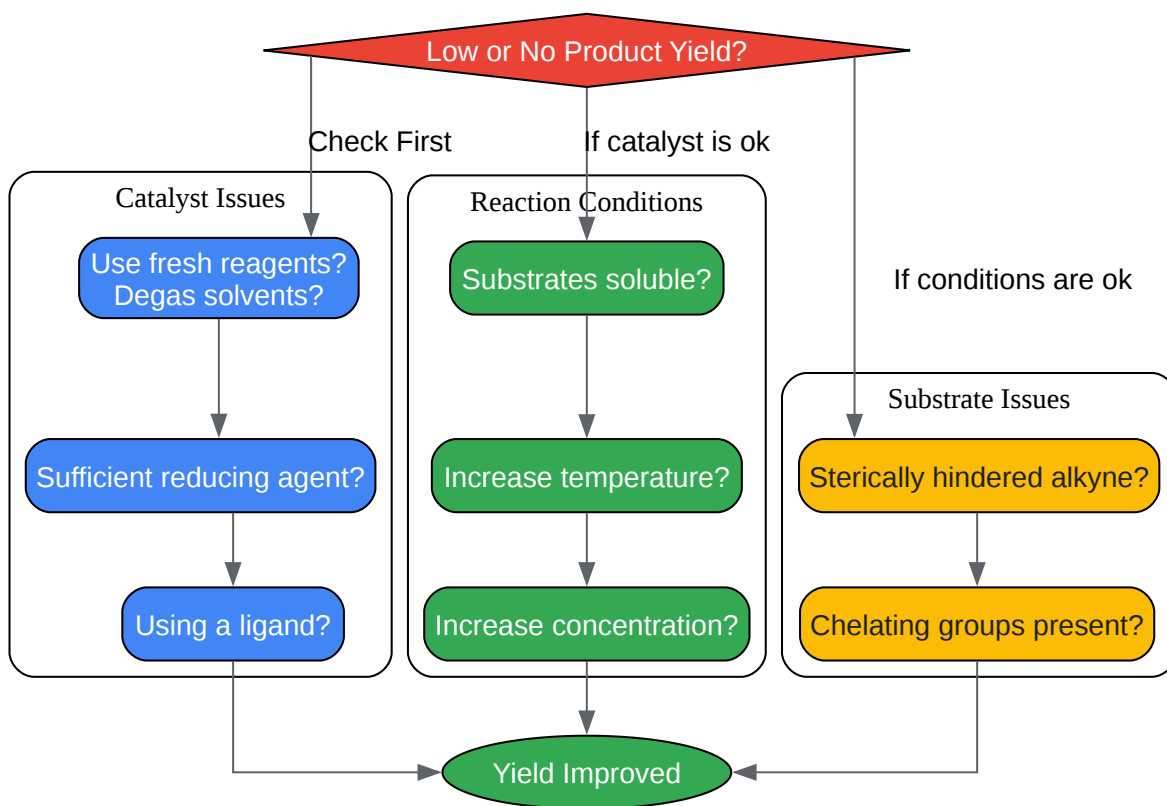 Low or No Product Yield?
Check First
If catalyst is ok
If conditions are ok
Catalyst Issues
Use fresh reagents?
Degas solvents?
Sufficient reducing agent?
Using a ligand?
Reaction Conditions
Substrates soluble?
Increase temperature?
Increase concentration?
Substrate Issues
Sterically hindered alkyne?
Chelating groups present?
Yield Improved